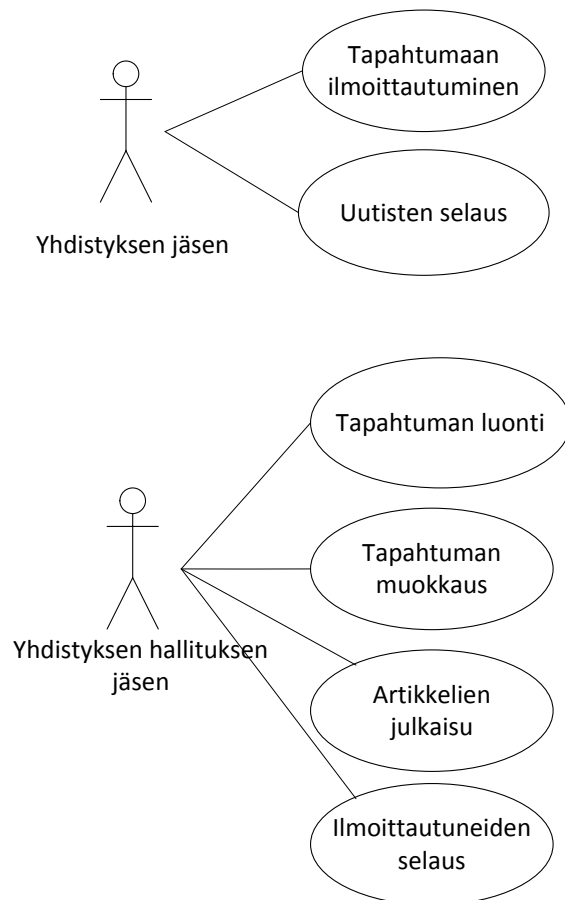 Tapahtumaan
ilmoittautuminen
Uutisten selaus
Yhdistyksen jäsen
Tapahtuman luonti
Tapahtuman
muokkaus
Yhdistyksen hallituksen
jäsen
Artikkelien
julkaisu
Ilmoittautuneiden
selaus